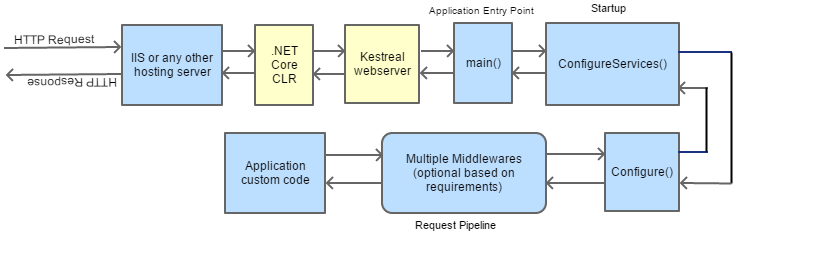 Application Entry Point
Startup
HTTP Request
HTTP Response
IIS or any other
hosting server
.NET
Core
CLR
Kestreal
webserver
main()
ConfigureServices()
Application
custom code
Multiple Middlewares
(optional based on
requirements)
Configure()
Request Pipeline